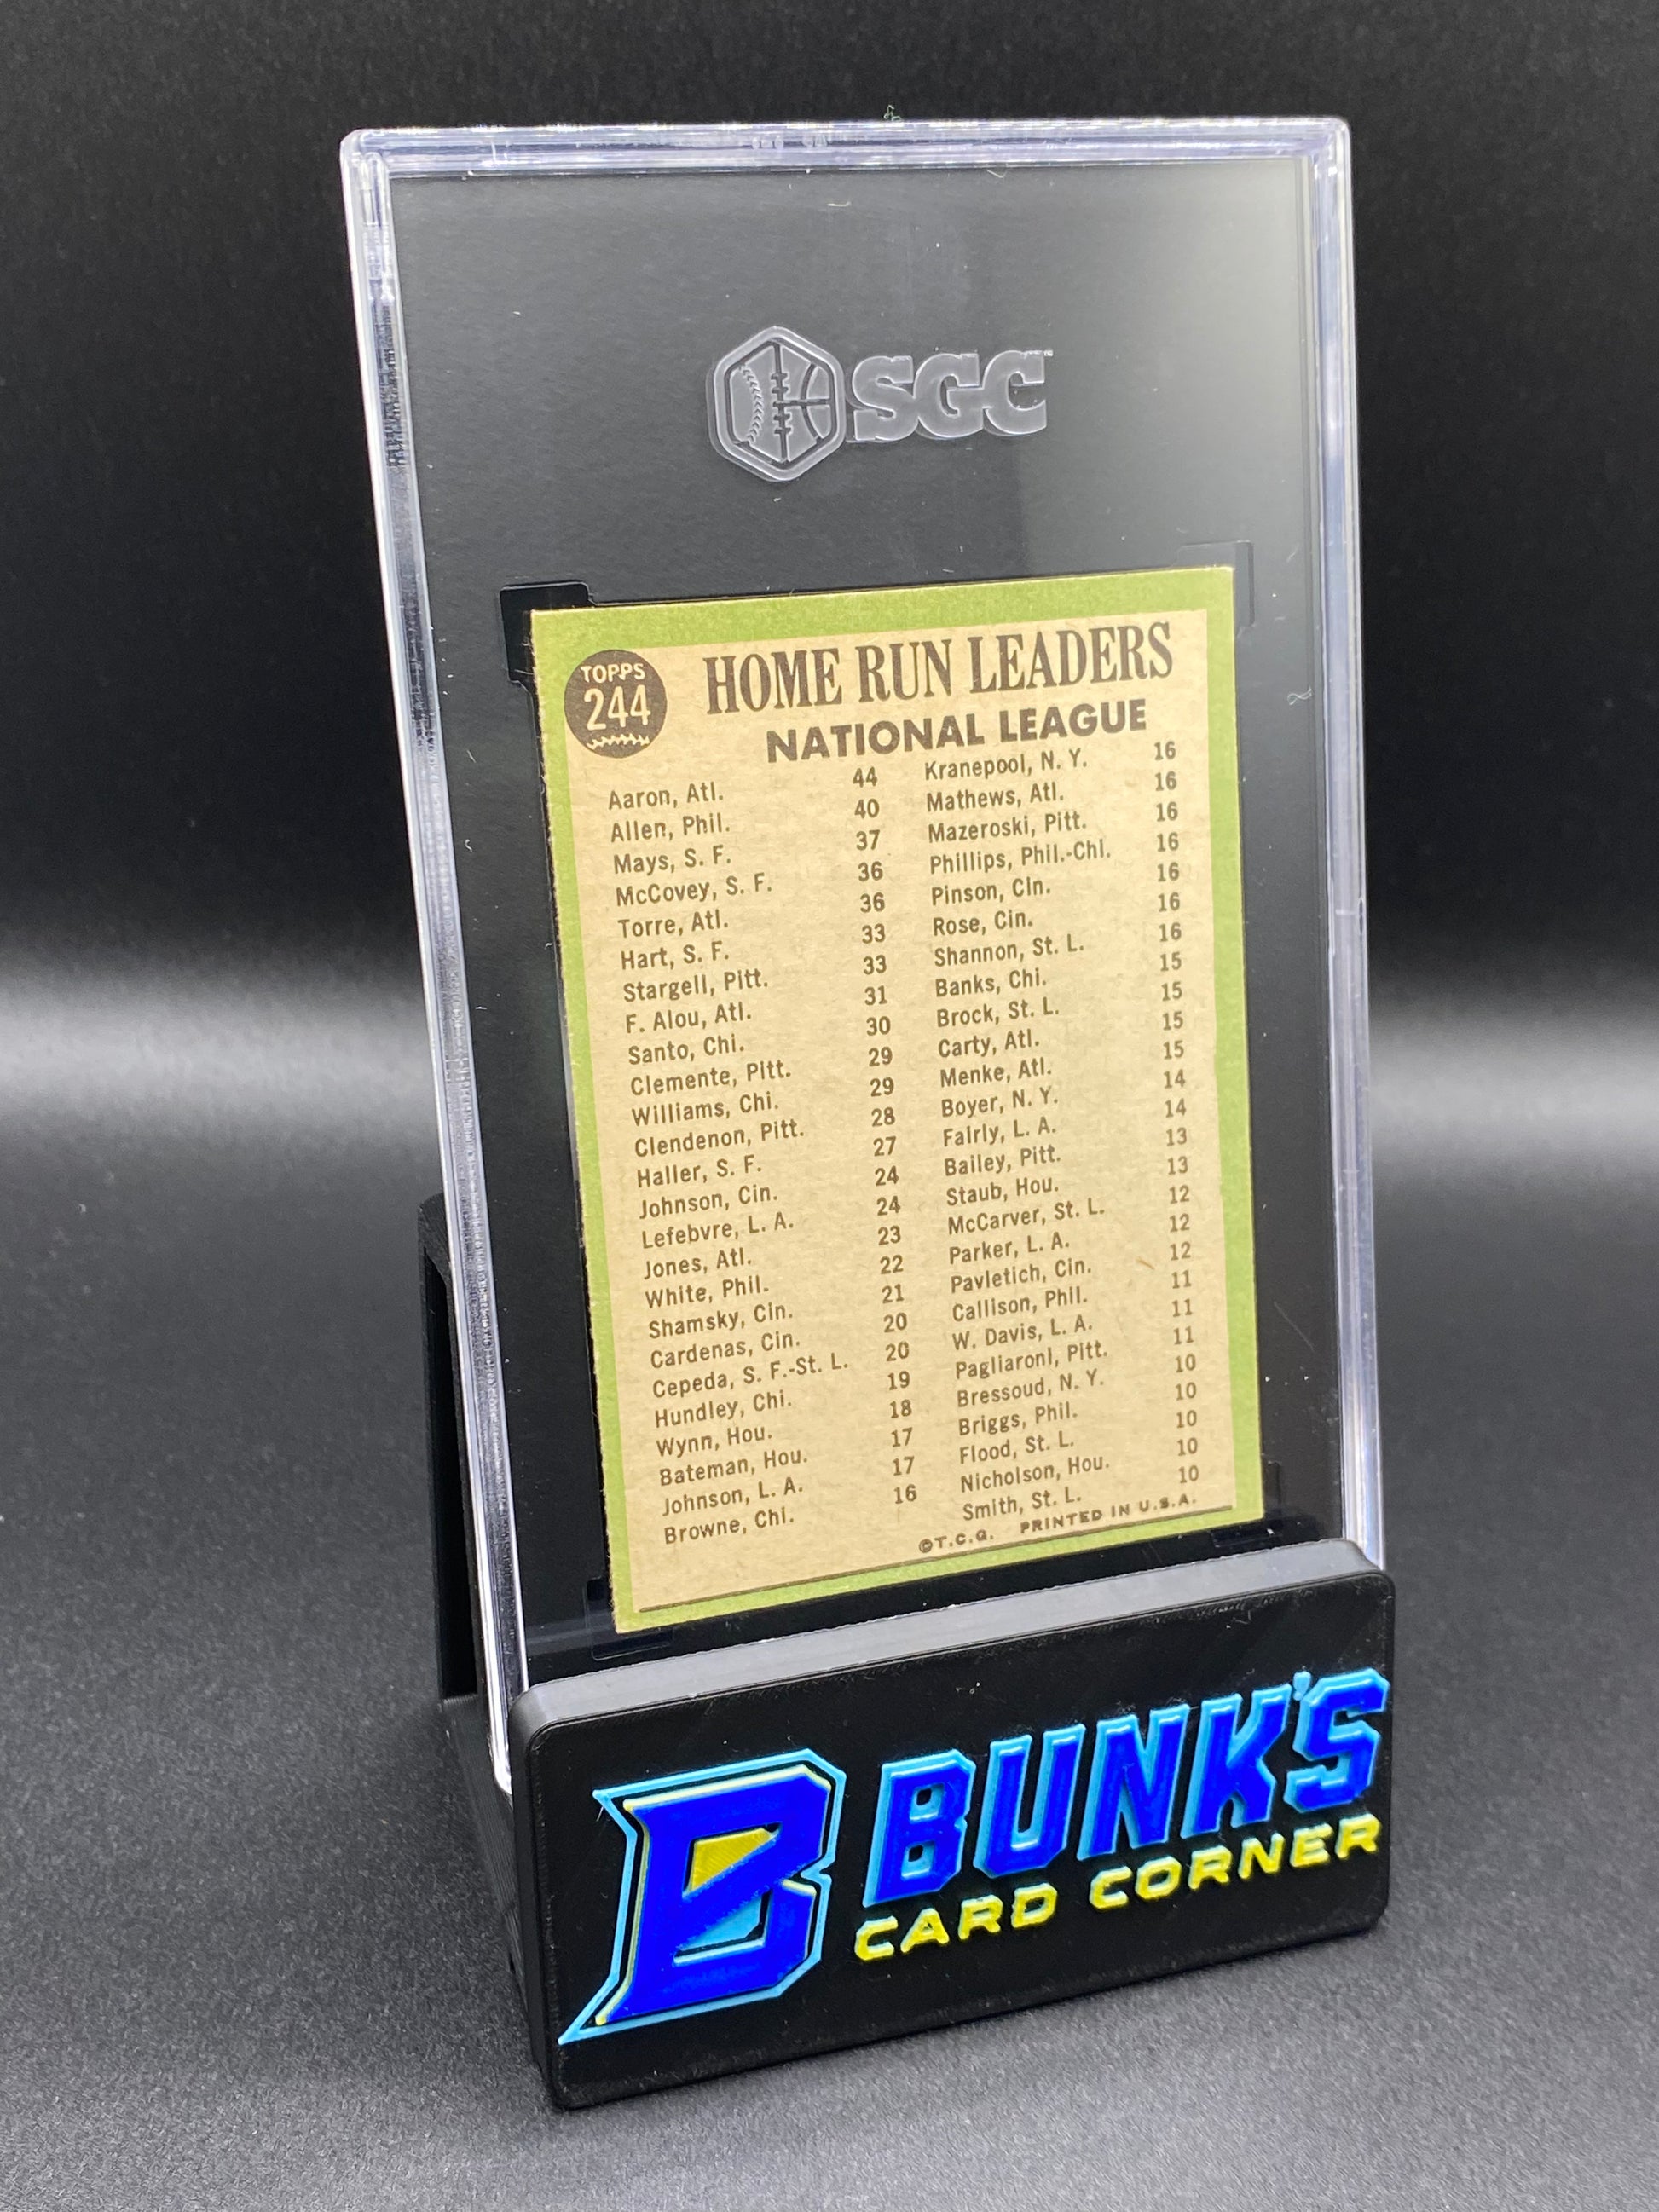 SGC
TOPPS
244
HOME RUN LEADERS
NATIONAL LEAGUE
Aaron, Atl. 44
Allen, Phil. 40
Mays, S. F. 37
McCovey, S. F. 36
Torre, Atl. 36
Hart, S. F. 33
Stargell, Pitt. 33
F. Alou, Atl. 31
Santo, Chi. 30
Clemente, Pitt. 29
Williams, Chi. 29
Clendenon, Pitt. 28
Haller, S. F. 27
Johnson, Cin. 24
Lefebvre, L. A. 24
Jones, Atl. 23
White, Phil. 22
Shamsky, Cin. 21
Cardenas, Cin. 20
Cepeda, S. F.-St. L. 20
Hundley, Chi. 19
Wynn, Hou. 18
Bateman, Hou. 17
Johnson, L. A. 17
Browne, Chi. 16
Kranepool, N. Y. 16
Mathews, Atl. 16
Mazeroski, Pitt. 16
Phillips, Phil.-Chi. 16
Pinson, Cin. 16
Rose, Cin. 16
Shannon, St. L. 16
Banks, Chi. 15
Brock, St. L. 15
Carty, Atl. 15
Menke, Atl. 15
Boyer, N. Y. 14
Fairly, L. A. 14
Bailey, Pitt. 13
Staub, Hou. 13
McCarver, St. L. 12
Parker, L. A. 12
Pavletich, Cin. 12
Callison, Phil. 11
W. Davis, L. A. 11
Pagliaroni, Pitt. 11
Bressoud, N. Y. 10
Briggs, Phil. 10
Flood, St. L. 10
Nicholson, Hou. 10
Smith, St. L. 10
©T.C.G. PRINTED IN U.S.A.
B BUNK'S
CARD CORNER